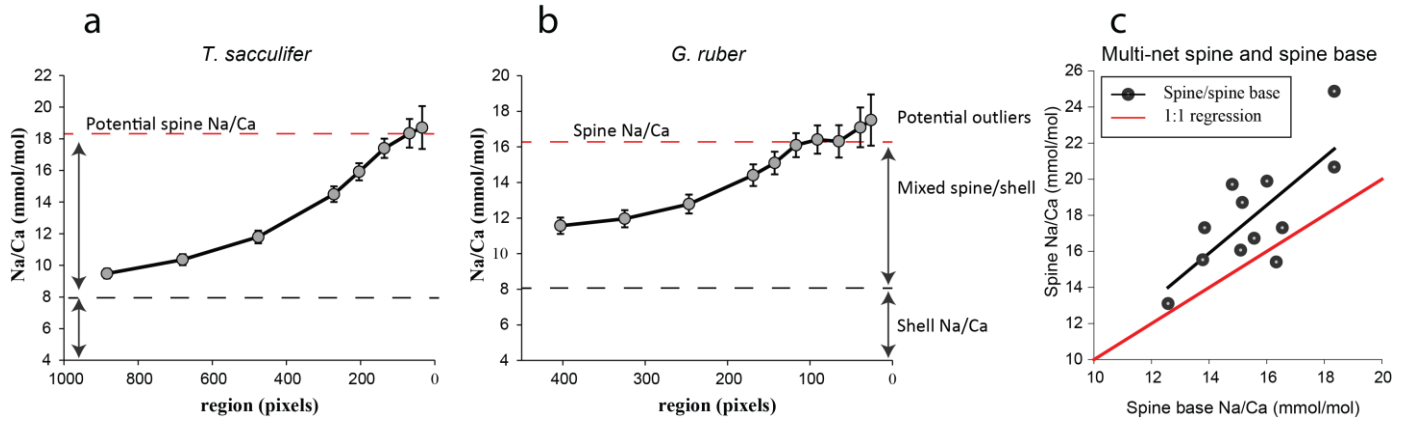 a
T. sacculifer
Na/Ca (mmol/mol)
22
20
18
16
14
12
10
8
6
4
Potential spine Na/Ca
1000
800
600
400
200
0
region (pixels)
b
G. ruber
Na/Ca (mmol/mol)
20
18
16
14
12
10
8
6
4
Spine Na/Ca
Potential outliers
Mixed spine/shell
Shell Na/Ca
400
300
200
100
0
region (pixels)
c
Multi-net spine and spine base
Spine Na/Ca (mmol/mol)
26
24
22
20
18
16
14
12
10
Spine/spine base
1:1 regression
10
12
14
16
18
20
Spine base Na/Ca (mmol/mol)